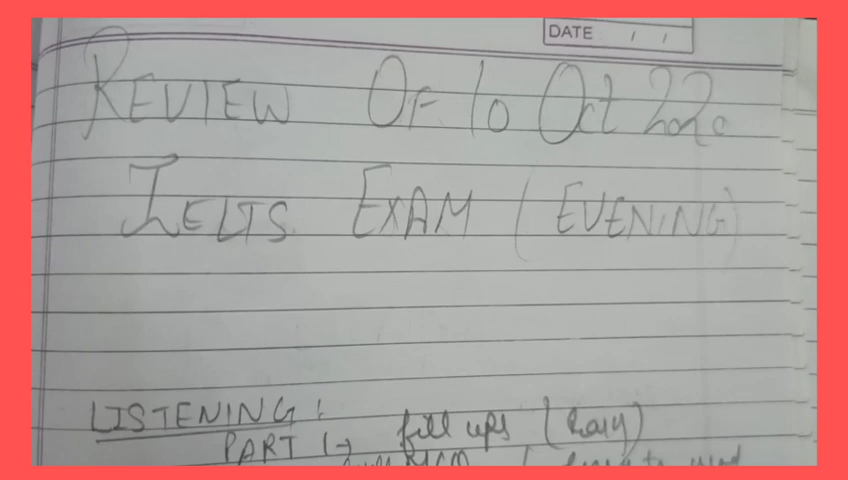 DATE / /
REVIEW OF 10 Oct 2020
IELTS EXAM (EVENING)
LISTENING:
PART 1→ fill ups (Easy)